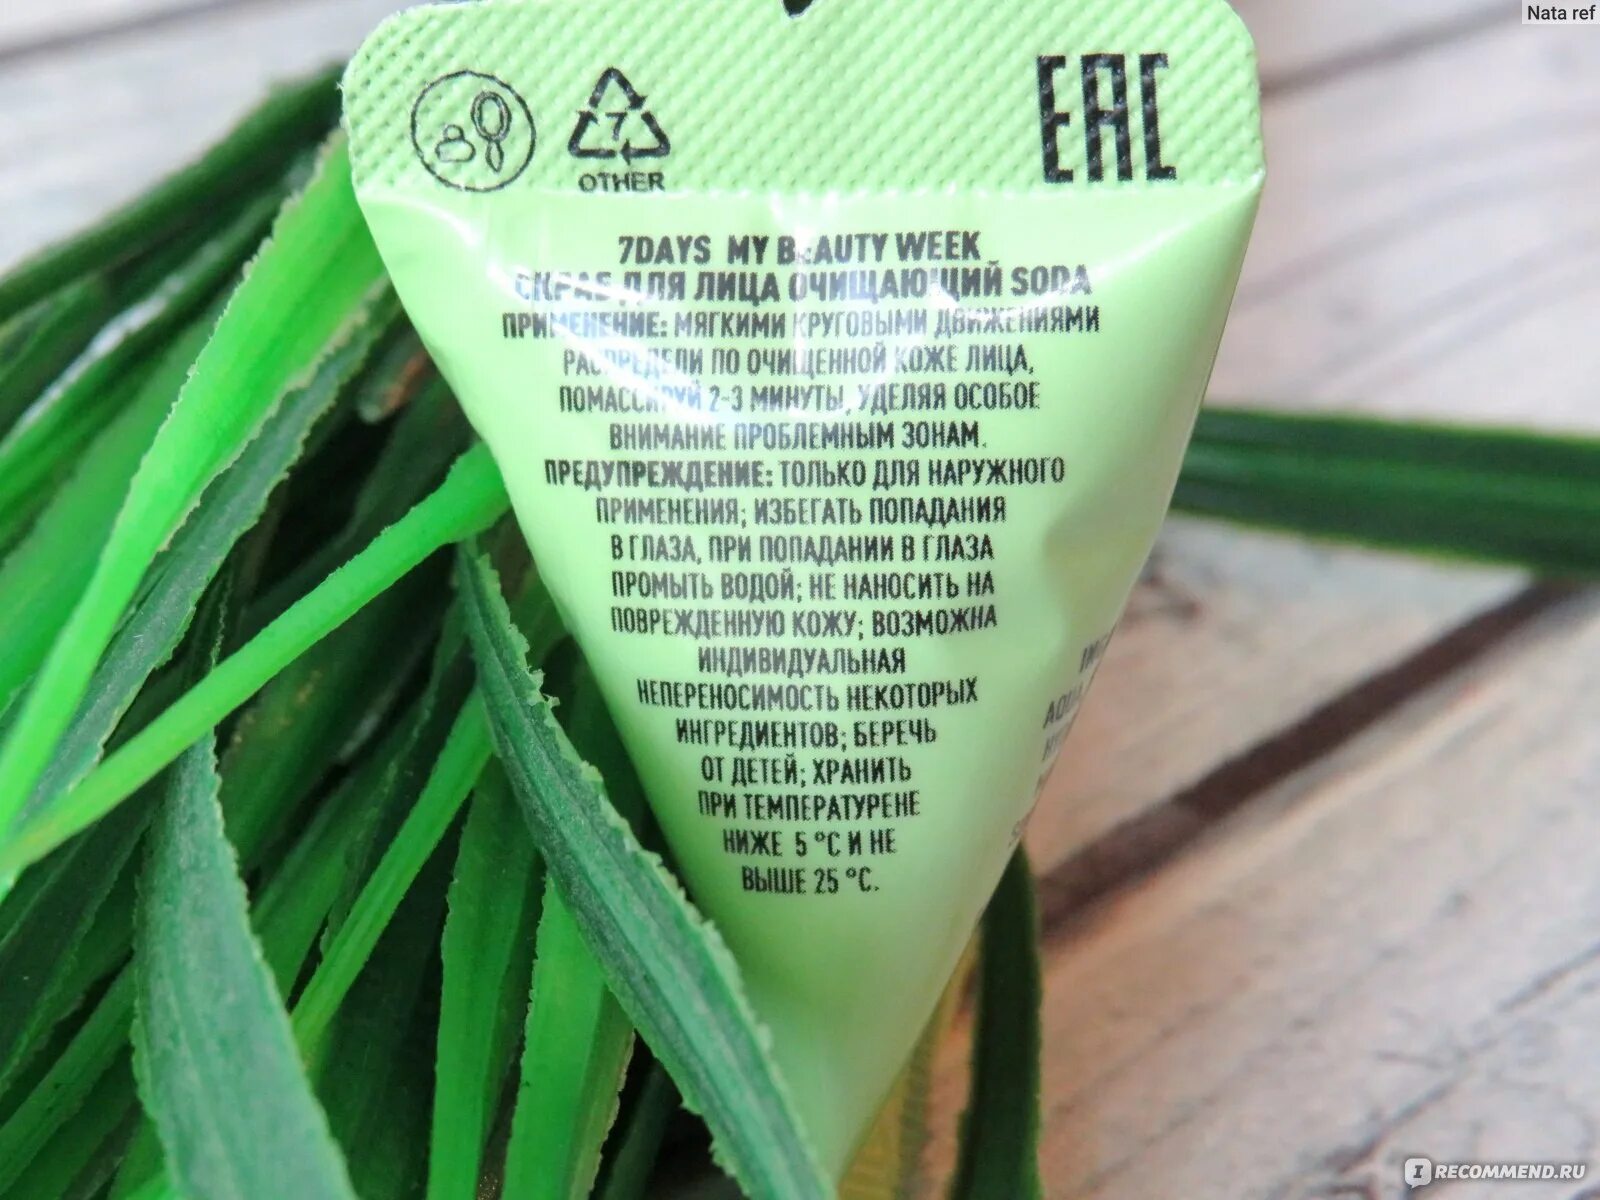 Nata ref
7
OTHER
EAC
7DAYS MY BEAUTY WEEK
СКРАБ ДЛЯ ЛИЦА ОЧИЩАЮЩИЙ SODA
ПРИМЕНЕНИЕ: МЯГКИМИ КРУГОВЫМИ ДВИЖЕНИЯМИ
РАСПРЕДЕЛИ ПО ОЧИЩЕННОЙ КОЖЕ ЛИЦА,
ПОМАССИРУЙ 2-3 МИНУТЫ, УДЕЛЯЯ ОСОБОЕ
ВНИМАНИЕ ПРОБЛЕМНЫМ ЗОНАМ.
ПРЕДУПРЕЖДЕНИЕ: ТОЛЬКО ДЛЯ НАРУЖНОГО
ПРИМЕНЕНИЯ; ИЗБЕГАТЬ ПОПАДАНИЯ
В ГЛАЗА, ПРИ ПОПАДАНИИ В ГЛАЗА
ПРОМЫТЬ ВОДОЙ; НЕ НАНОСИТЬ НА
ПОВРЕЖДЕННУЮ КОЖУ; ВОЗМОЖНА
ИНДИВИДУАЛЬНАЯ
НЕПЕРЕНОСИМОСТЬ НЕКОТОРЫХ
ИНГРЕДИЕНТОВ; БЕРЕЧЬ
ОТ ДЕТЕЙ; ХРАНИТЬ
ПРИ ТЕМПЕРАТУРЕНЕ
НИЖЕ 5 °C И НЕ
ВЫШЕ 25 °C.
IRECOMMEND.RU